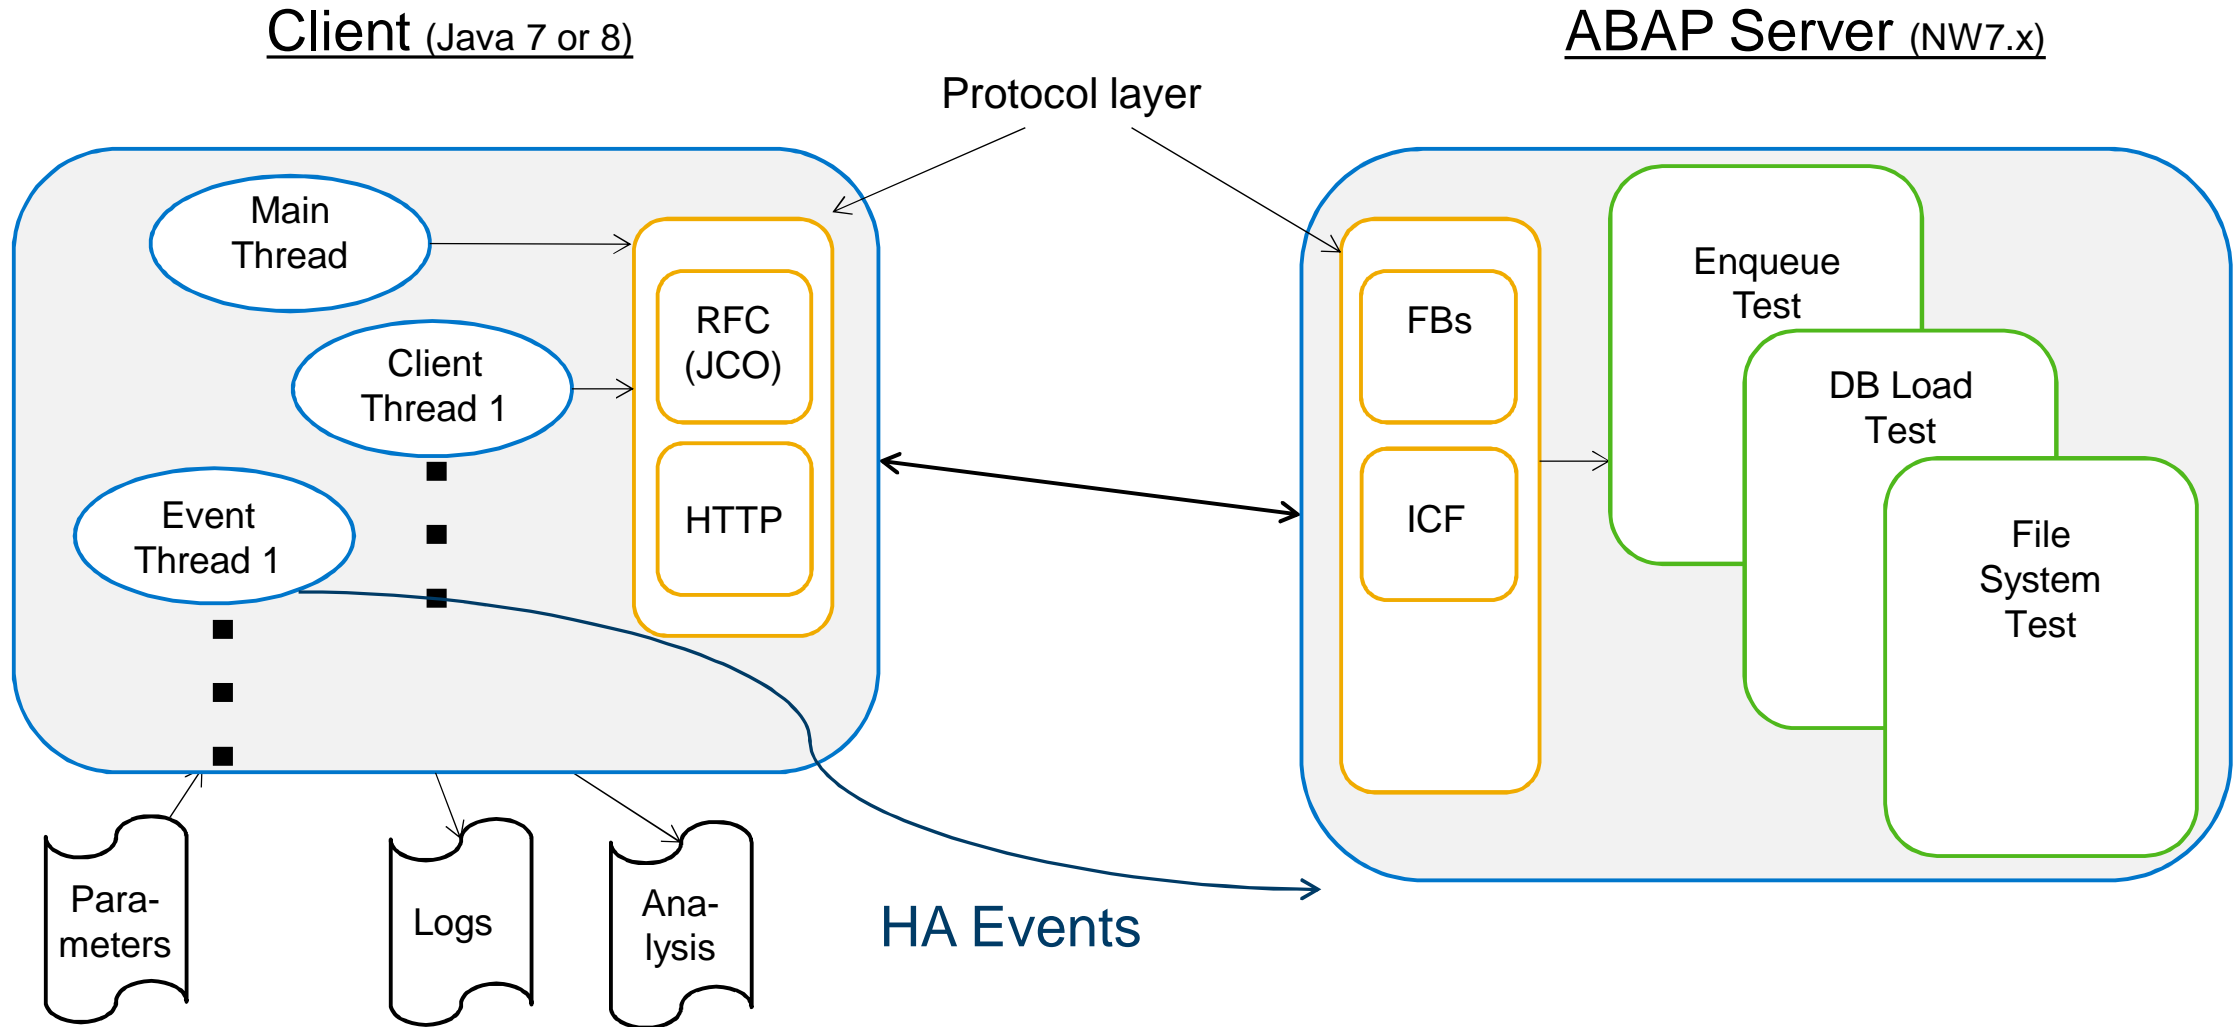 Client (Java 7 or 8)
ABAP Server (NW7.x)
Protocol layer
Main
Thread
Client
Thread 1
Event
Thread 1
RFC
(JCO)
HTTP
FBs
ICF
Enqueue
Test
DB Load
Test
File
System
Test
Para-
meters
Logs
Ana-
lysis
HA Events